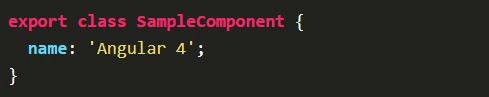 export class SampleComponent {
  name: 'Angular 4';
}